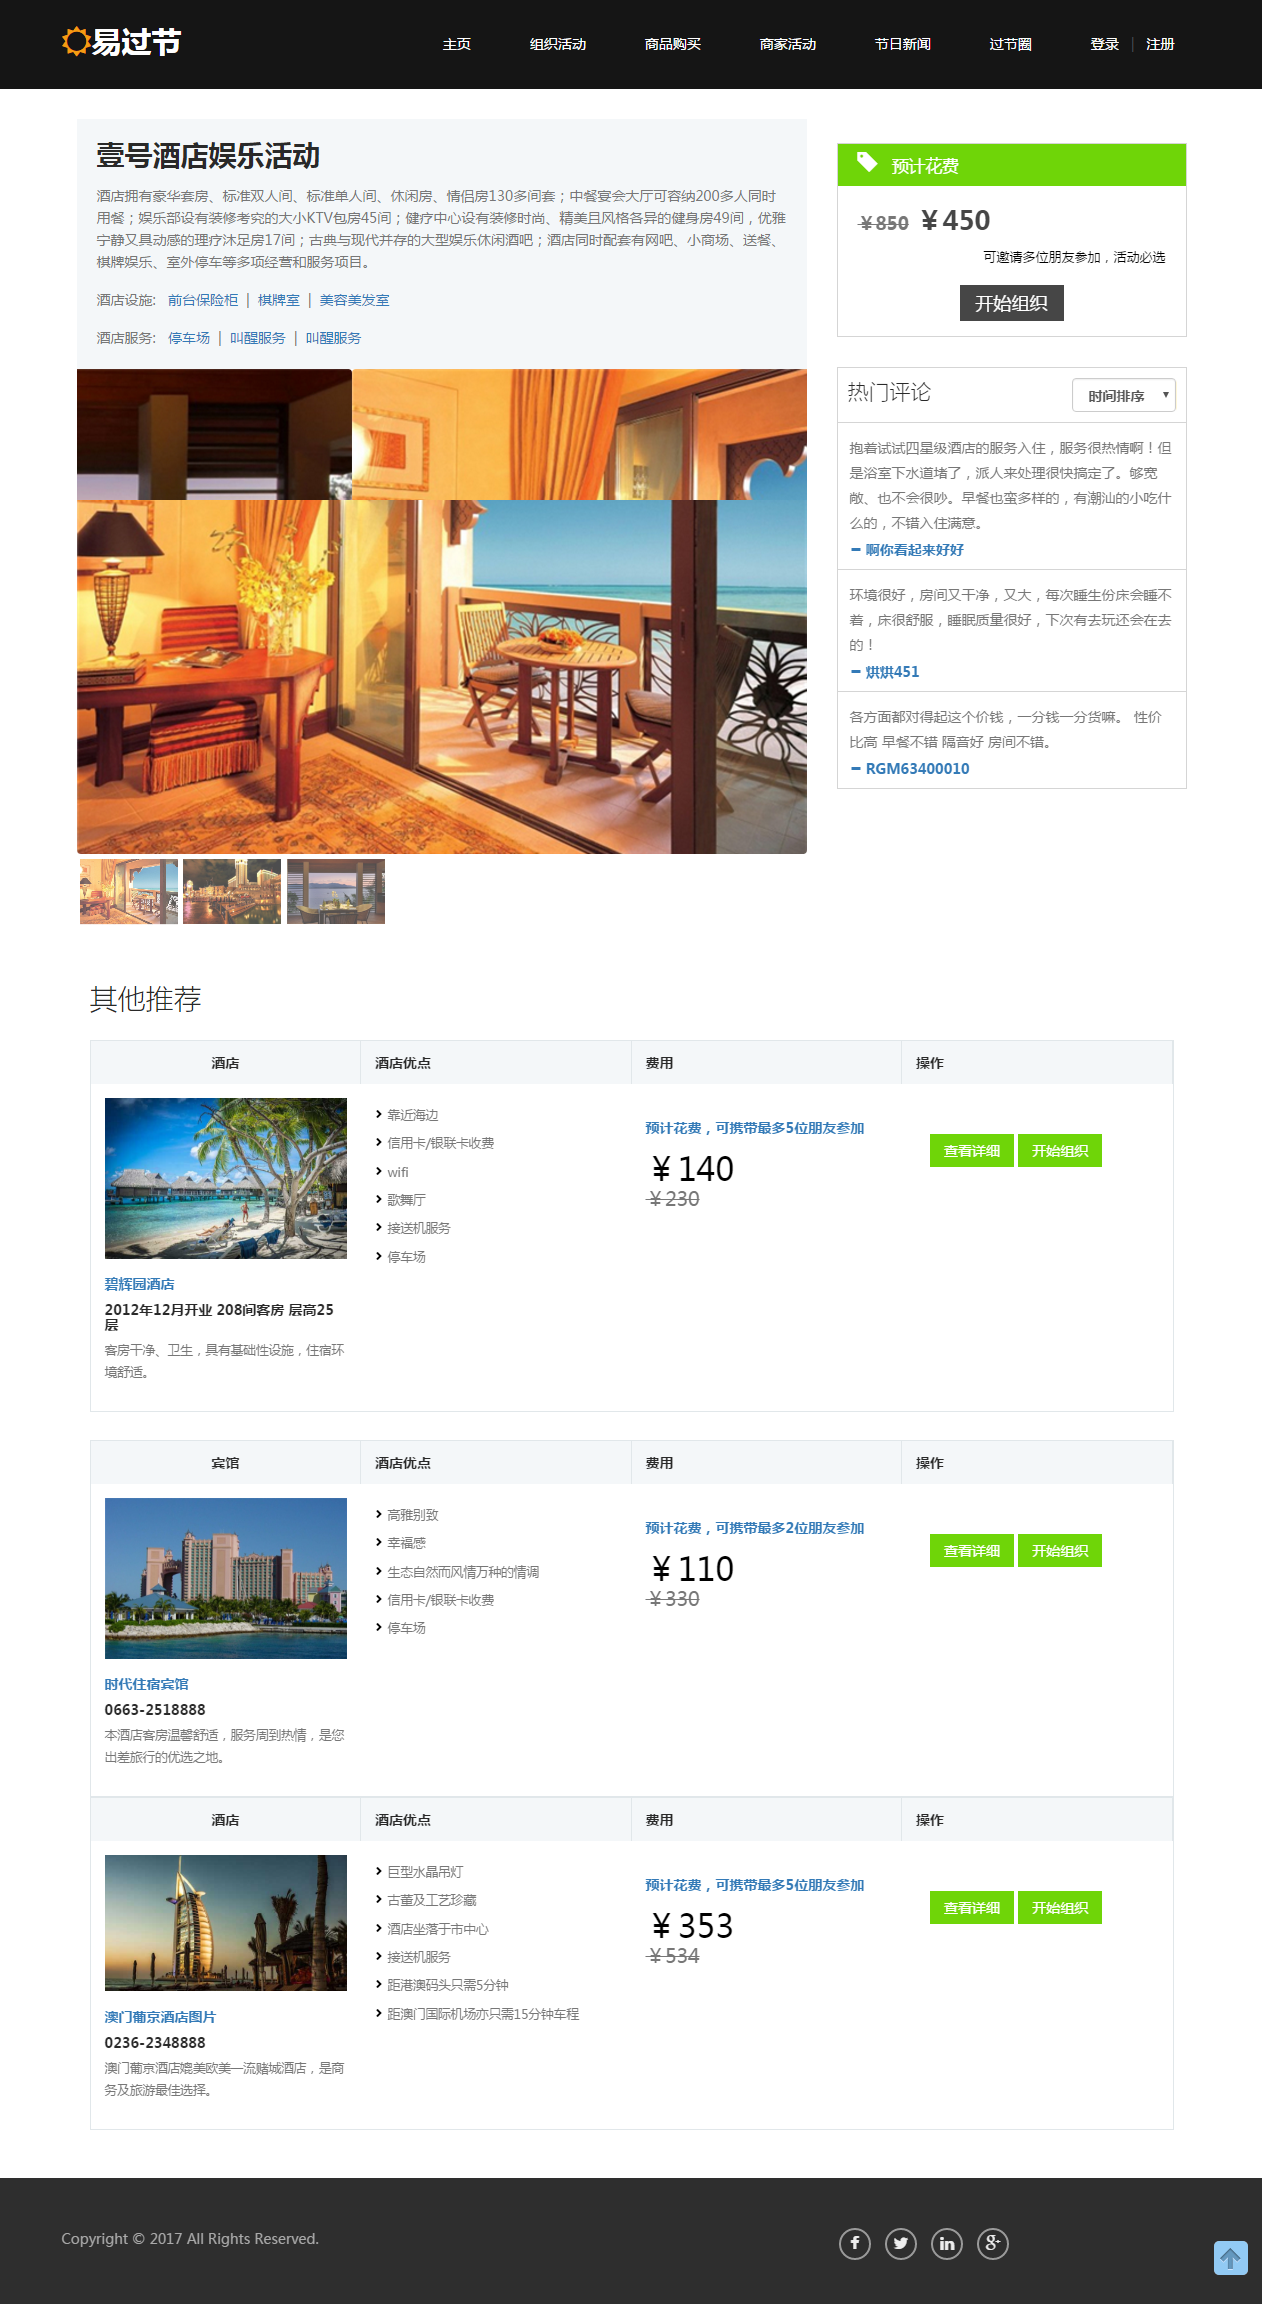 易过节
主页
组织活动
商品购买
商家活动
节日新闻
过节圈
登录 | 注册
壹号酒店娱乐活动
酒店拥有豪华套房、标准双人间、标准单人间、休闲房、情侣房130多间套；中餐宴会大厅可容纳200多人同时
用餐；娱乐部设有装修考究的大小KTV包房45间；健疗中心设有装修时尚、精美且风格各异的健身房49间，优雅
宁静又具动感的理疗沐足房17间；古典与现代并存的大型娱乐休闲酒吧；酒店同时配套有网吧、小商场、送餐、
棋牌娱乐、室外停车等多项经营和服务项目。
酒店设施: 前台保险柜 | 棋牌室 | 美容美发室
酒店服务: 停车场 | 叫醒服务 | 叫醒服务
预计花费
￥850 ￥450
可邀请多位朋友参加，活动必选
开始组织
热门评论
时间排序
抱着试试四星级酒店的服务入住，服务很热情啊！但
是浴室下水道堵了，派人来处理很快搞定了。够宽
敞、也不会很吵。早餐也蛮多样的，有潮汕的小吃什
么的，不错入住满意。
啊你看起来好好
环境很好，房间又干净，又大，每次睡生份床会睡不
着，床很舒服，睡眠质量很好，下次有去玩还会在去
的！
烘烘451
各方面都对得起这个价钱，一分钱一分货嘛。 性价
比高 早餐不错 隔音好 房间不错。
RGM63400010
其他推荐
酒店
酒店优点
费用
操作
靠近海边
信用卡/银联卡收费
wifi
歌舞厅
接送机服务
停车场
预计花费，可携带最多5位朋友参加
￥140
￥230
查看详细 开始组织
碧辉园酒店
2012年12月开业 208间客房 层高25
层
客房干净、卫生，具有基础性设施，住宿环
境舒适。
宾馆
酒店优点
费用
操作
高雅别致
幸福感
生态自然而风情万种的情调
信用卡/银联卡收费
停车场
预计花费，可携带最多2位朋友参加
￥110
￥330
查看详细 开始组织
时代住宿宾馆
0663-2518888
本酒店客房温馨舒适，服务周到热情，是您
出差旅行的优选之地。
酒店
酒店优点
费用
操作
巨型水晶吊灯
古董及工艺珍藏
酒店坐落于市中心
接送机服务
距港澳码头只需5分钟
距澳门国际机场亦只需15分钟车程
预计花费，可携带最多5位朋友参加
￥353
￥534
查看详细 开始组织
澳门葡京酒店图片
0236-2348888
澳门葡京酒店媲美欧美一流赌城酒店，是商
务及旅游最佳选择。
Copyright © 2017 All Rights Reserved.